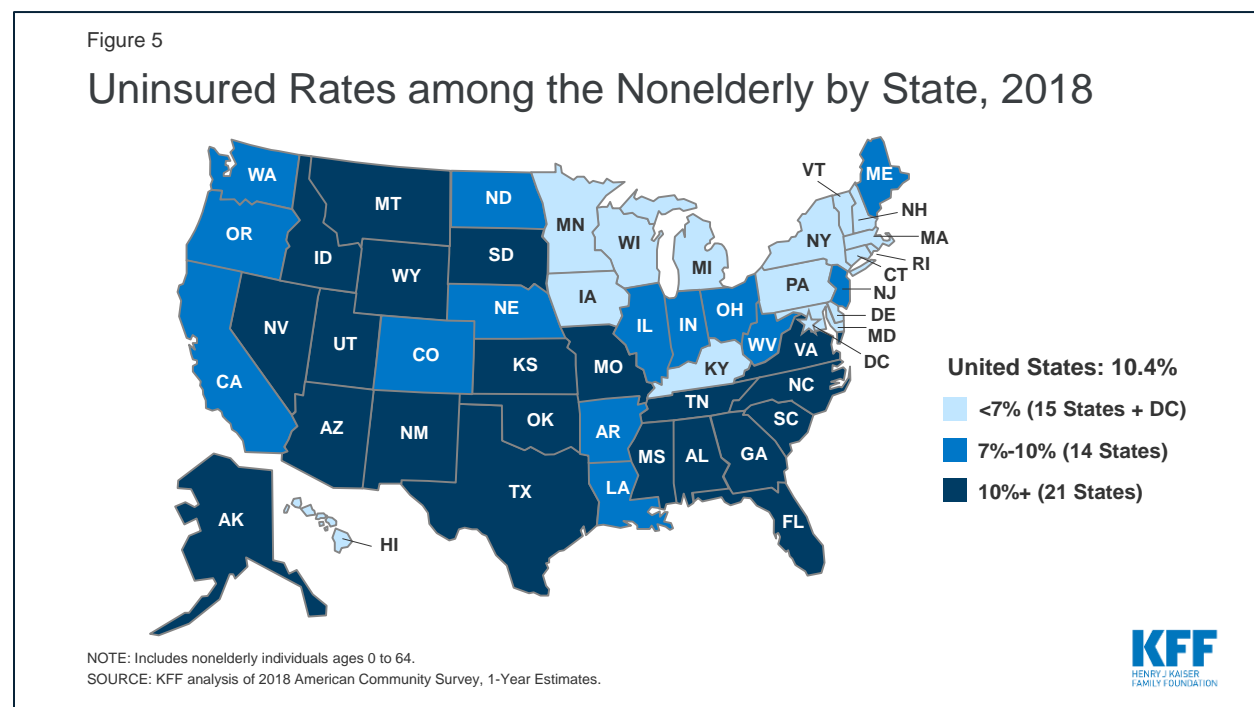 Figure 5
Uninsured Rates among the Nonelderly by State, 2018
WA
MT
ND
MN
VT
ME
NH
OR
ID
SD
WI
NY
MA
WY
MI
RI
CT
IA
PA
NJ
NE
NV
UT
CO
IL
IN
OH
DE
MD
WV
VA
DC
CA
KS
MO
KY
NC
TN
AZ
NM
OK
AR
SC
MS
AL
GA
TX
LA
FL
AK
HI
United States: 10.4%
<7% (15 States + DC)
7%-10% (14 States)
10%+ (21 States)
NOTE: Includes nonelderly individuals ages 0 to 64.
SOURCE: KFF analysis of 2018 American Community Survey, 1-Year Estimates.
KFF
HENRY J KAISER
FAMILY FOUNDATION